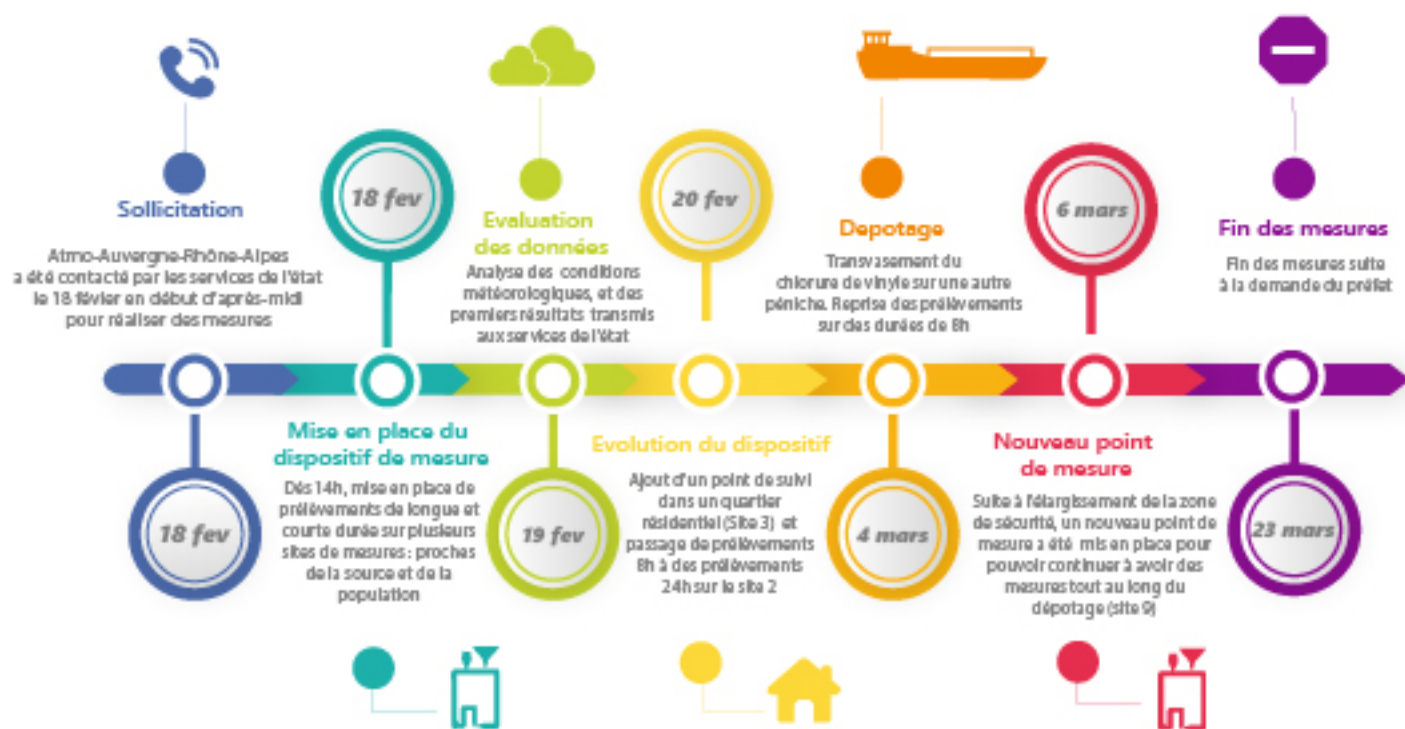 Sollicitation
Atmo-Auvergne-Rhône-Alpes
a été contacté par les services de l'état
le 18 févier en début d'après-midi
pour réaliser des mesures
18 fev
18 fev
Mise en place du
dispositif de mesure
Dès 14h, mise en place de
prélèvements de longue et
courte durée sur plusieurs
sites de mesures : proches
de la source et de la
population
Evaluation
des données
Analyse des conditions
météorologiques, et des
premiers résultats transmis
aux services de l'état
19 fev
20 fev
Evolution du dispositif
Ajout d'un point de suivi
dans un quartier
résidentiel (Site 3) et
passage de prélèvements
8h à des prélèvements
24h sur le site 2
Depotage
Transvasement du
chlorure de vinyle sur une autre
péniche. Reprise des prélèvements
sur des durées de 8h
4 mars
6 mars
Nouveau point
de mesure
Suite à l'élargissement de la zone
de sécurité, un nouveau point de
mesure a été mis en place pour
pouvoir continuer à avoir des
mesures tout au long du
dépotage (site 9)
Fin des mesures
Fin des mesures suite
à la demande du préfet
23 mars